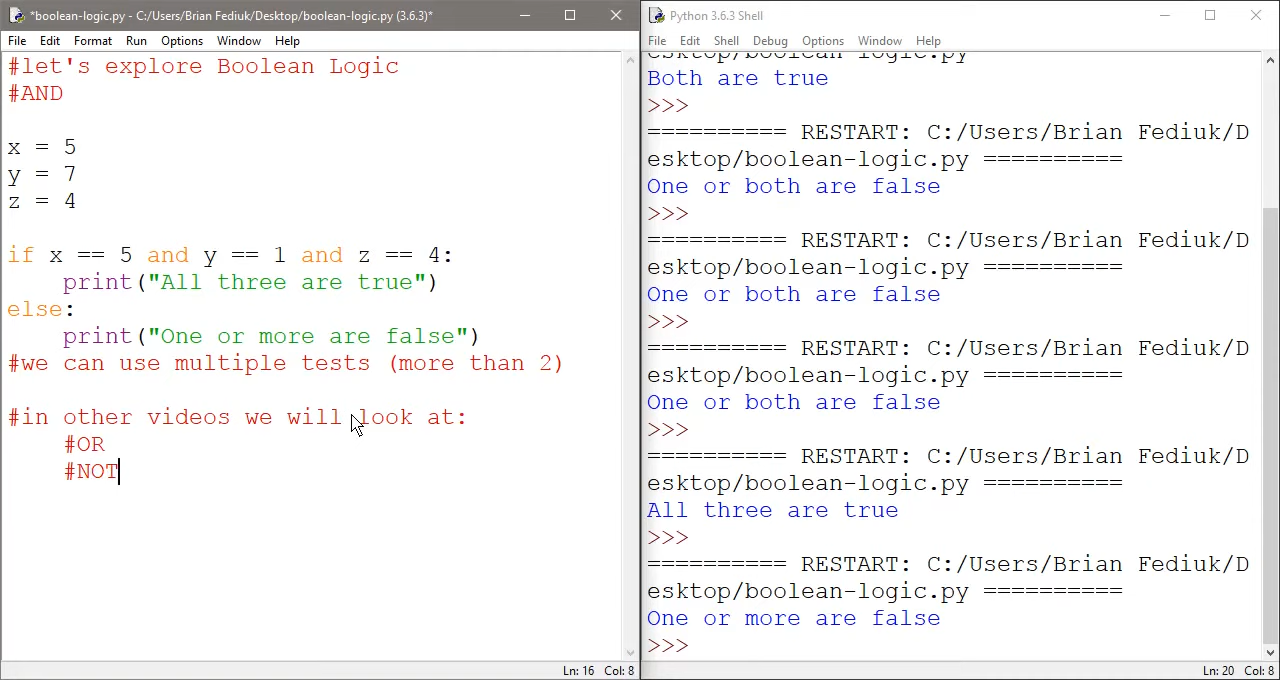 *boolean-logic.py - C:/Users/Brian Fediuk/Desktop/boolean-logic.py (3.6.3)*
File Edit Format Run Options Window Help
#let's explore Boolean Logic
#AND
x = 5
y = 7
z = 4
if x == 5 and y == 1 and z == 4:
    print("All three are true")
else:
    print("One or more are false")
#we can use multiple tests (more than 2)
#in other videos we will look at:
    #OR
    #NOT
Ln: 16 Col: 8
Python 3.6.3 Shell
File Edit Shell Debug Options Window Help
esktop/boolean-logic.py
Both are true
>>>
========== RESTART: C:/Users/Brian Fediuk/D
esktop/boolean-logic.py ==========
One or both are false
>>>
========== RESTART: C:/Users/Brian Fediuk/D
esktop/boolean-logic.py ==========
One or both are false
>>>
========== RESTART: C:/Users/Brian Fediuk/D
esktop/boolean-logic.py ==========
One or both are false
>>>
========== RESTART: C:/Users/Brian Fediuk/D
esktop/boolean-logic.py ==========
All three are true
>>>
========== RESTART: C:/Users/Brian Fediuk/D
esktop/boolean-logic.py ==========
One or more are false
>>>
Ln: 20 Col: 8